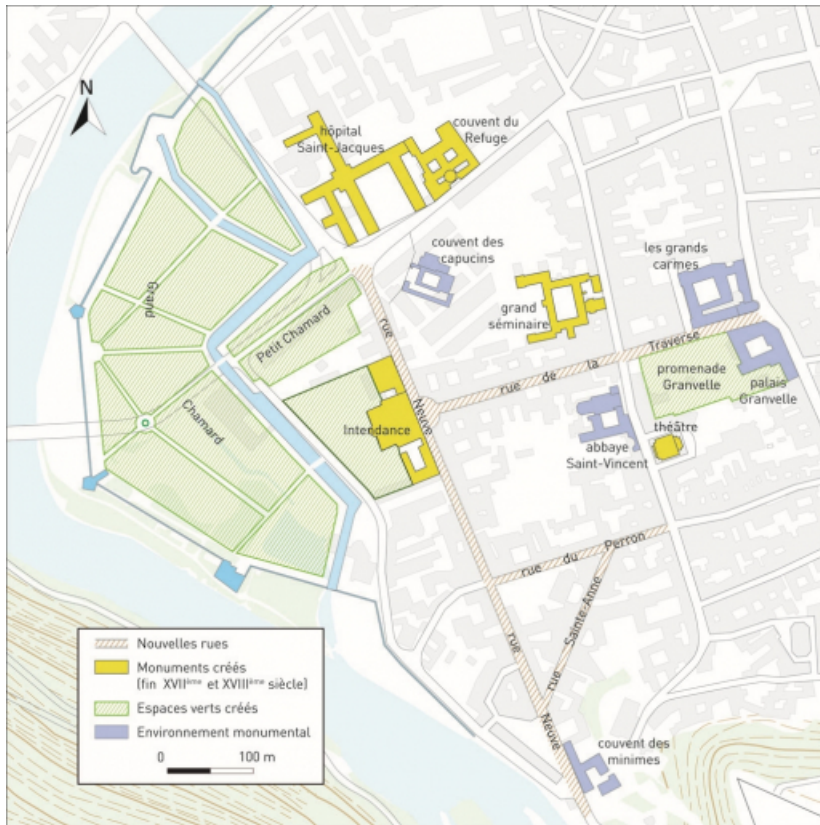 N
hôpital
Saint-Jacques
couvent du
Refuge
couvent des
capucins
les grands
carmes
grand
séminaire
Grand
Chamard
Petit Chamard
rue Neuve
rue de la Traverse
promenade
Granvelle
palais
Granvelle
Intendance
abbaye
Saint-Vincent
théâtre
rue du Perron
rue Sainte-Anne
rue Neuve
couvent des
minimes
Nouvelles rues
Monuments créés
(fin XVIIème et XVIIIème siècle)
Espaces verts créés
Environnement monumental
0 100 m